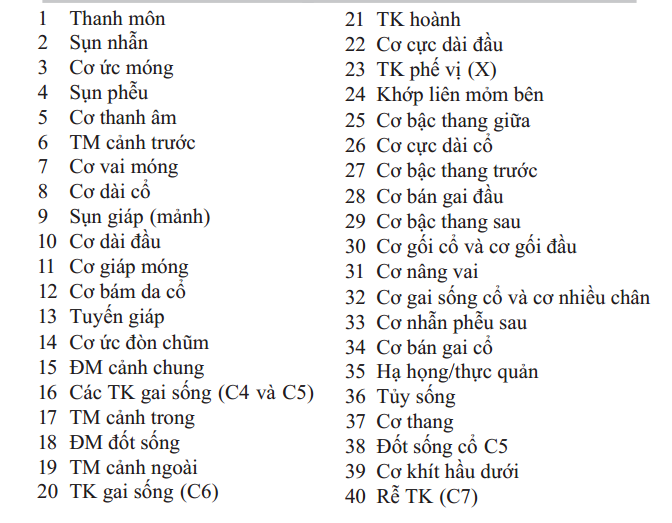 1 Thanh môn
2 Sụn nhẫn
3 Cơ ức móng
4 Sụn phễu
5 Cơ thanh âm
6 TM cảnh trước
7 Cơ vai móng
8 Cơ dài cổ
9 Sụn giáp (mảnh)
10 Cơ dài đầu
11 Cơ giáp móng
12 Cơ bám da cổ
13 Tuyến giáp
14 Cơ ức đòn chũm
15 ĐM cảnh chung
16 Các TK gai sống (C4 và C5)
17 TM cảnh trong
18 ĐM đốt sống
19 TM cảnh ngoài
20 TK gai sống (C6)
21 TK hoành
22 Cơ cực dài đầu
23 TK phế vị (X)
24 Khớp liên mỏm bên
25 Cơ bậc thang giữa
26 Cơ cực dài cổ
27 Cơ bậc thang trước
28 Cơ bán gai đầu
29 Cơ bậc thang sau
30 Cơ gối cổ và cơ gối đầu
31 Cơ nâng vai
32 Cơ gai sống cổ và cơ nhiều chân
33 Cơ nhẫn phễu sau
34 Cơ bán gai cổ
35 Hạ họng/thực quản
36 Tủy sống
37 Cơ thang
38 Đốt sống cổ C5
39 Cơ khít hầu dưới
40 Rễ TK (C7)